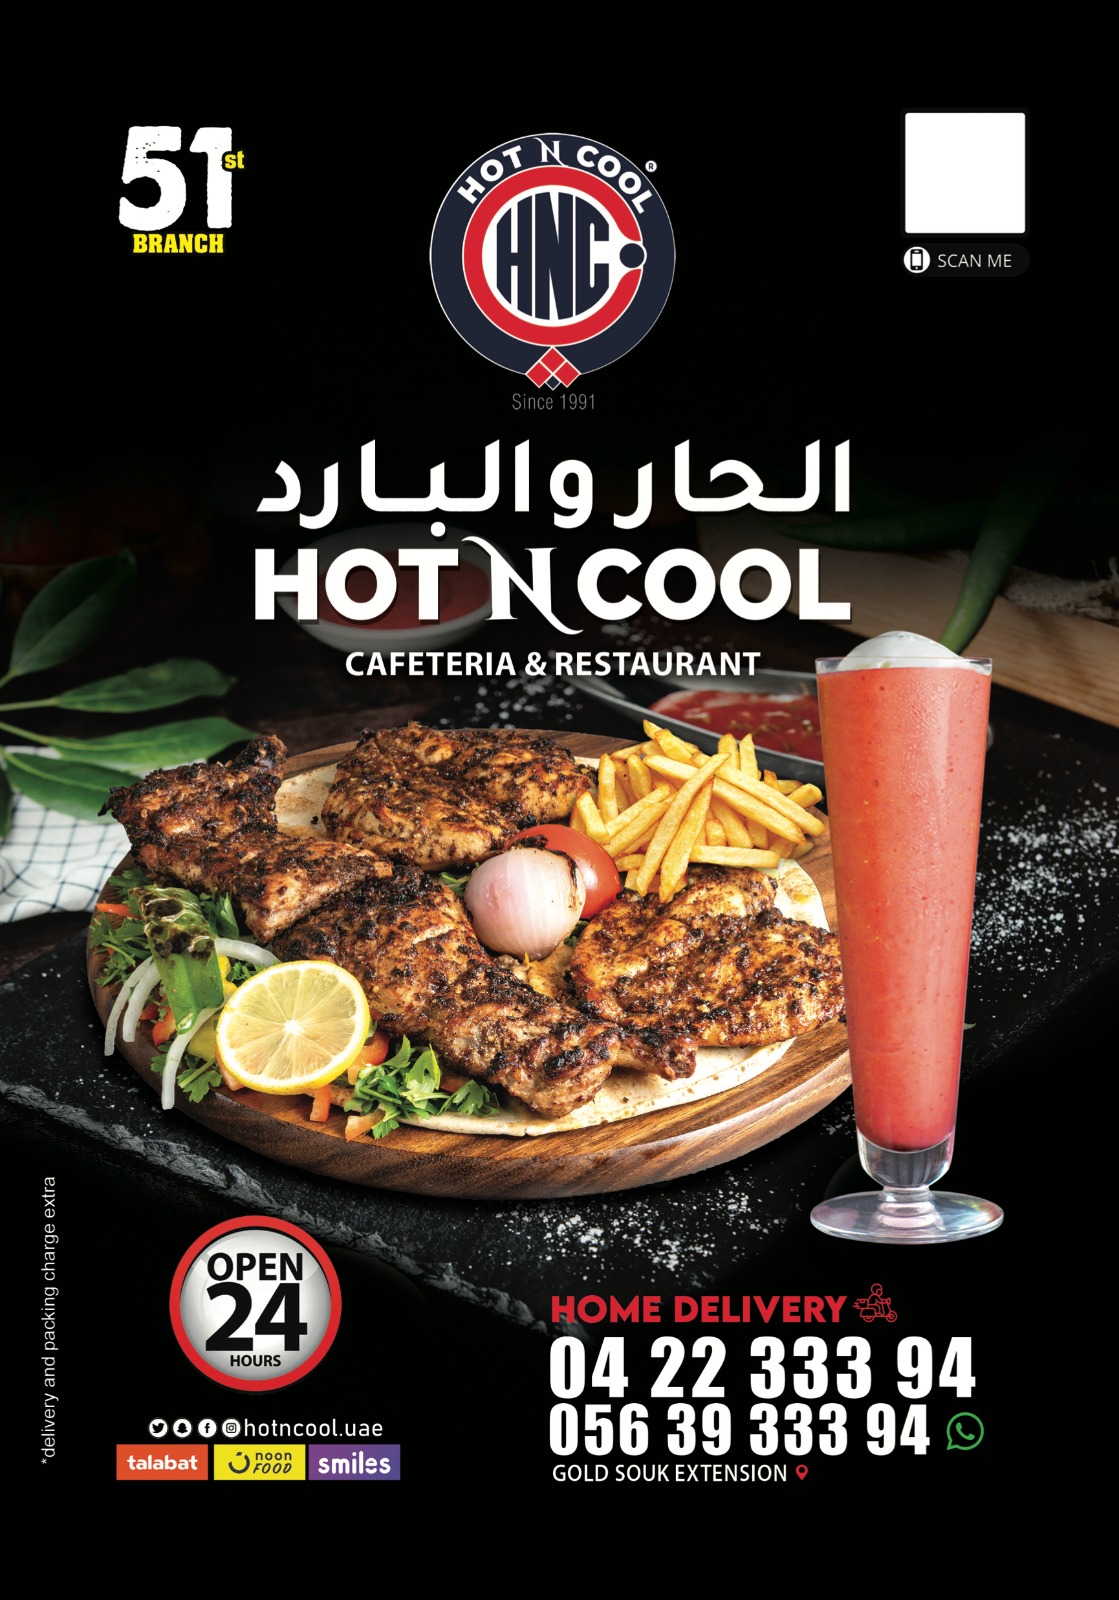 51st
BRANCH
HOT N COOL ®
HNC
Since 1991
SCAN ME
الحار والبارد
HOT N COOL
CAFETERIA & RESTAURANT
*delivery and packing charge extra
OPEN
24
HOURS
hotncool.uae
talabat
noon
FOOD
smiles
HOME DELIVERY
04 22 333 94
056 39 333 94
GOLD SOUK EXTENSION